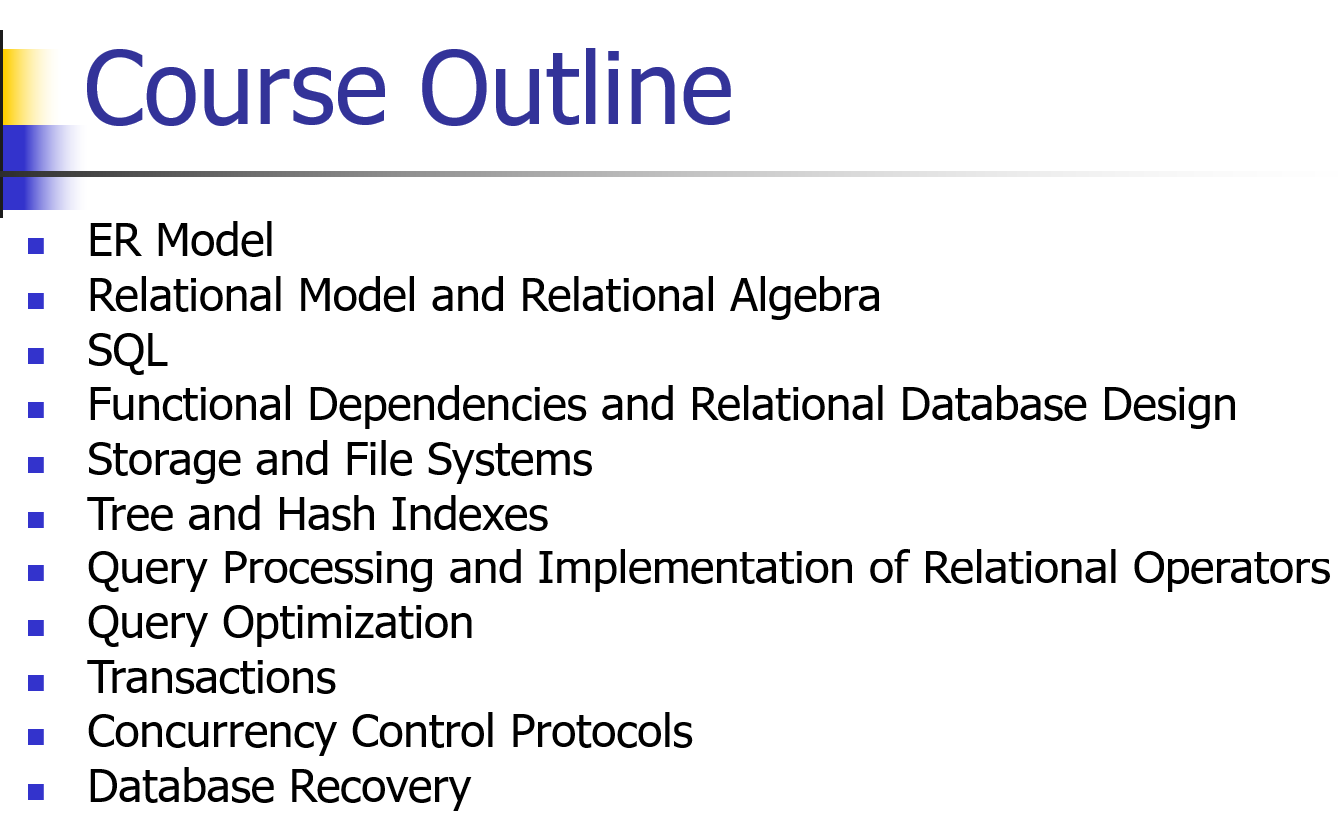 Course Outline
ER Model
Relational Model and Relational Algebra
SQL
Functional Dependencies and Relational Database Design
Storage and File Systems
Tree and Hash Indexes
Query Processing and Implementation of Relational Operators
Query Optimization
Transactions
Concurrency Control Protocols
Database Recovery